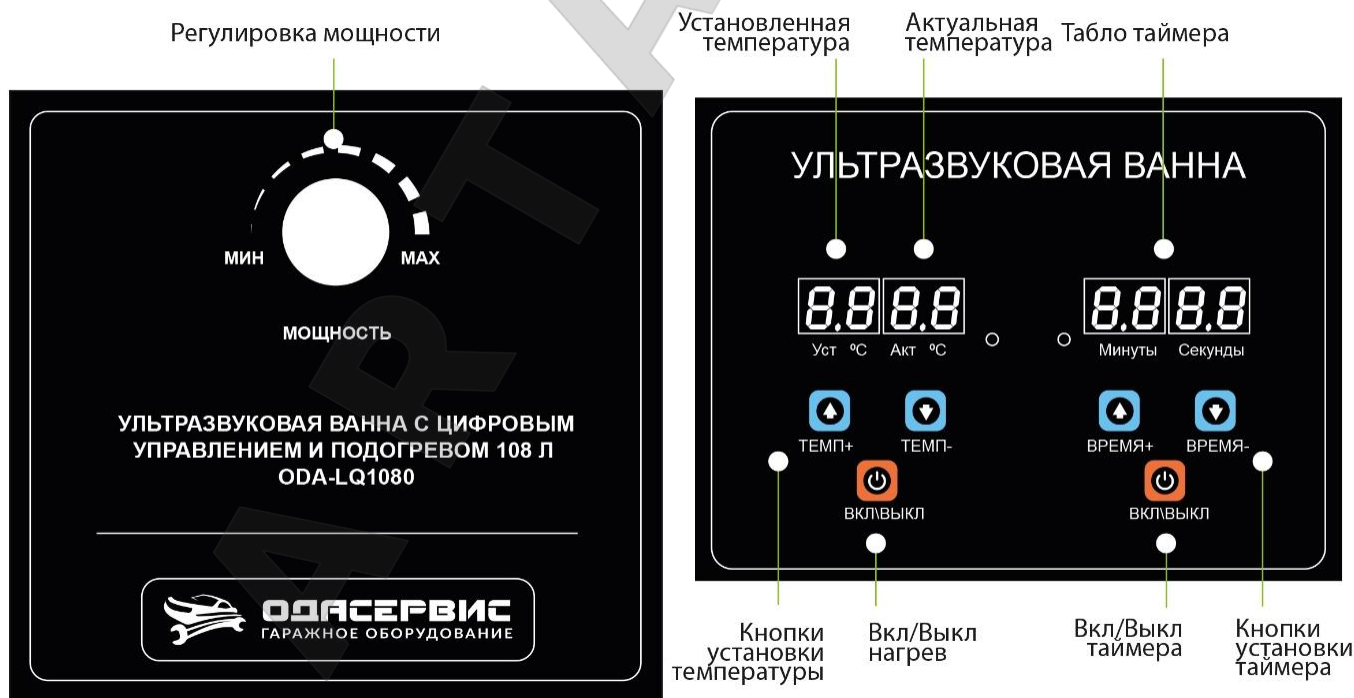 Регулировка мощности
МИН
MAX
МОЩНОСТЬ
УЛЬТРАЗВУКОВАЯ ВАННА С ЦИФРОВЫМ
УПРАВЛЕНИЕМ И ПОДОГРЕВОМ 108 Л
ODA-LQ1080
ОДАСЕРВИС
ГАРАЖНОЕ ОБОРУДОВАНИЕ
Установленная
температура
Актуальная
температура
Табло таймера
УЛЬТРАЗВУКОВАЯ ВАННА
8.8 8.8 8.8 8.8
Уст ºC Акт ºC Минуты Секунды
ТЕМП+ ТЕМП- ВРЕМЯ+ ВРЕМЯ-
ВКЛ\ВЫКЛ ВКЛ\ВЫКЛ
Кнопки
установки
температуры
Вкл/Выкл
нагрев
Вкл/Выкл
таймера
Кнопки
установки
таймера
ART A